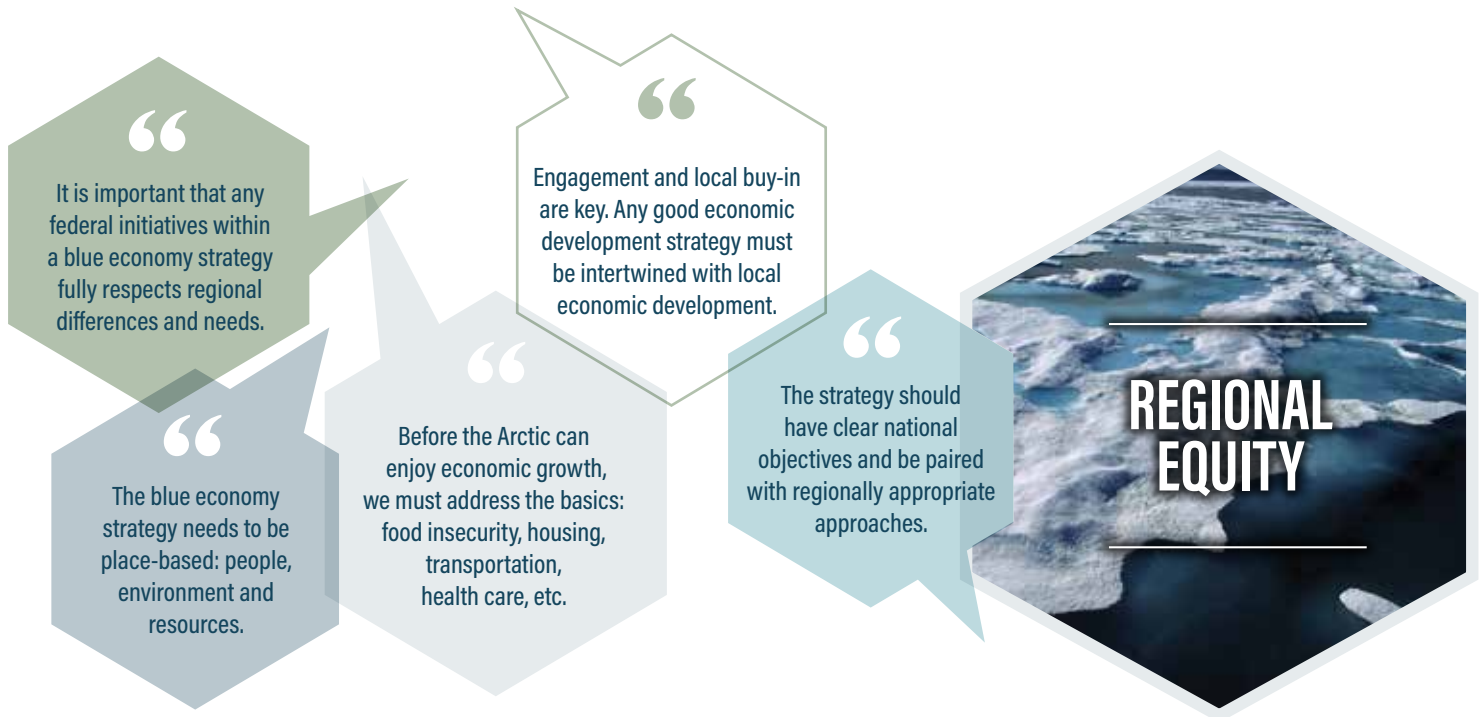 “
It is important that any
federal initiatives within
a blue economy strategy
fully respects regional
differences and needs.
“
The blue economy
strategy needs to be
place-based: people,
environment and
resources.
“
Before the Arctic can
enjoy economic growth,
we must address the basics:
food insecurity, housing,
transportation,
health care, etc.
“
Engagement and local buy-in
are key. Any good economic
development strategy must
be intertwined with local
economic development.
“
The strategy should
have clear national
objectives and be paired
with regionally appropriate
approaches.
REGIONAL
EQUITY